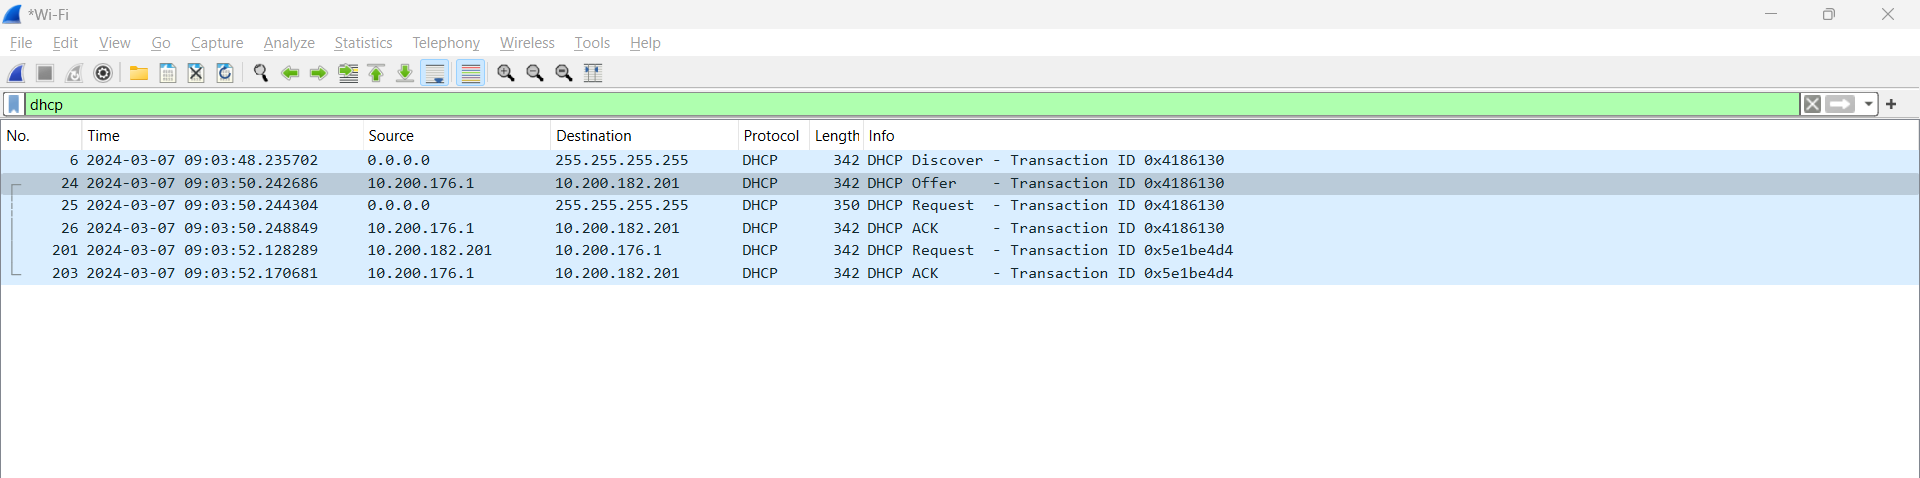 *Wi-Fi
File Edit View Go Capture Analyze Statistics Telephony Wireless Tools Help
dhcp
No. Time Source Destination Protocol Length Info
6 2024-03-07 09:03:48.235702 0.0.0.0 255.255.255.255 DHCP 342 DHCP Discover - Transaction ID 0x4186130
24 2024-03-07 09:03:50.242686 10.200.176.1 10.200.182.201 DHCP 342 DHCP Offer - Transaction ID 0x4186130
25 2024-03-07 09:03:50.244304 0.0.0.0 255.255.255.255 DHCP 350 DHCP Request - Transaction ID 0x4186130
26 2024-03-07 09:03:50.248849 10.200.176.1 10.200.182.201 DHCP 342 DHCP ACK - Transaction ID 0x4186130
201 2024-03-07 09:03:52.128289 10.200.182.201 10.200.176.1 DHCP 342 DHCP Request - Transaction ID 0x5e1be4d4
203 2024-03-07 09:03:52.170681 10.200.176.1 10.200.182.201 DHCP 342 DHCP ACK - Transaction ID 0x5e1be4d4